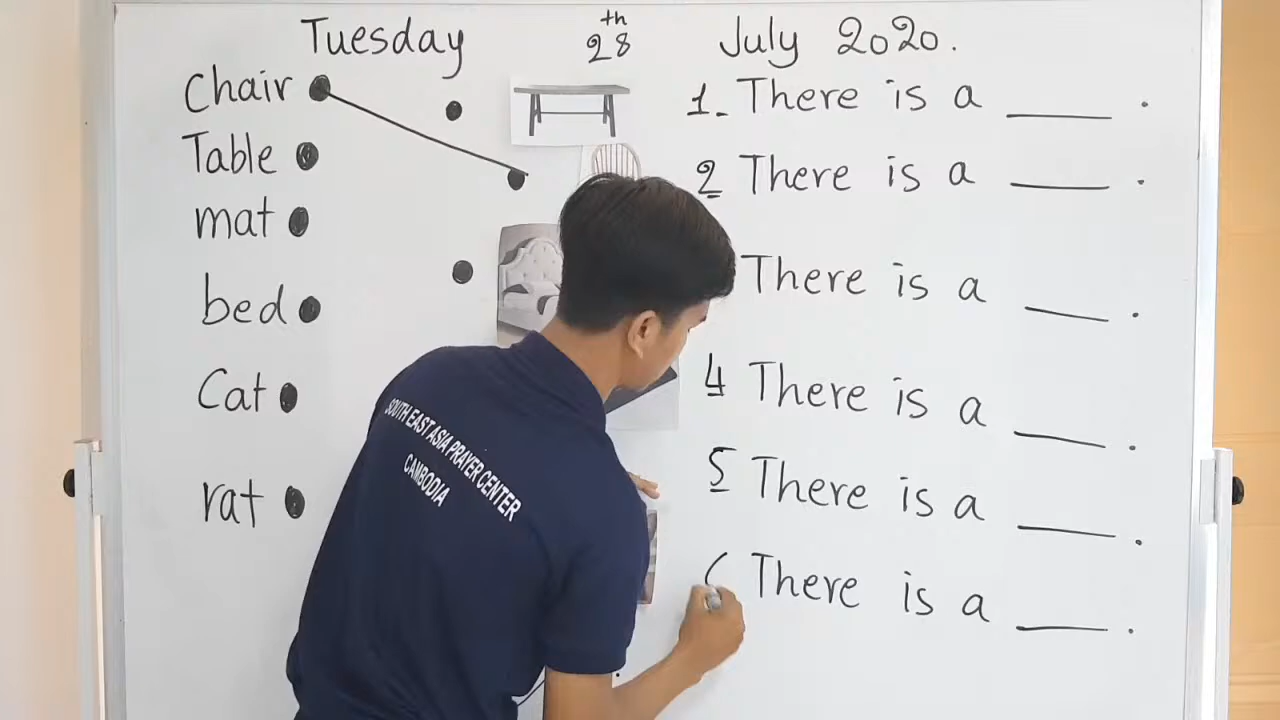 Tuesday 28th July 2020.
Chair
Table
mat
bed
Cat
rat
1. There is a ____ .
2 There is a ____ .
There is a ____ .
4 There is a ____ .
5 There is a ____ .
There is a ____ .
SOUTH EAST ASIA PRAYER CENTER
CAMBODIA